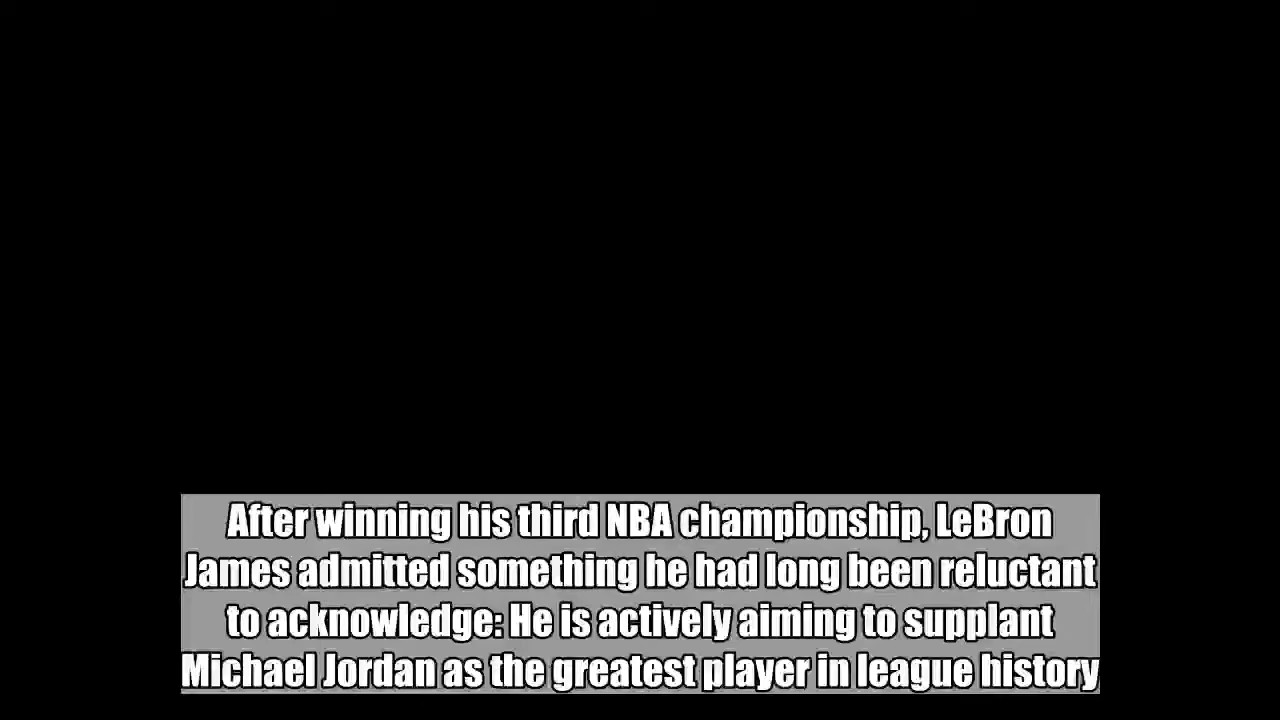 After winning his third NBA championship, LeBron
James admitted something he had long been reluctant
to acknowledge: He is actively aiming to supplant
Michael Jordan as the greatest player in league history